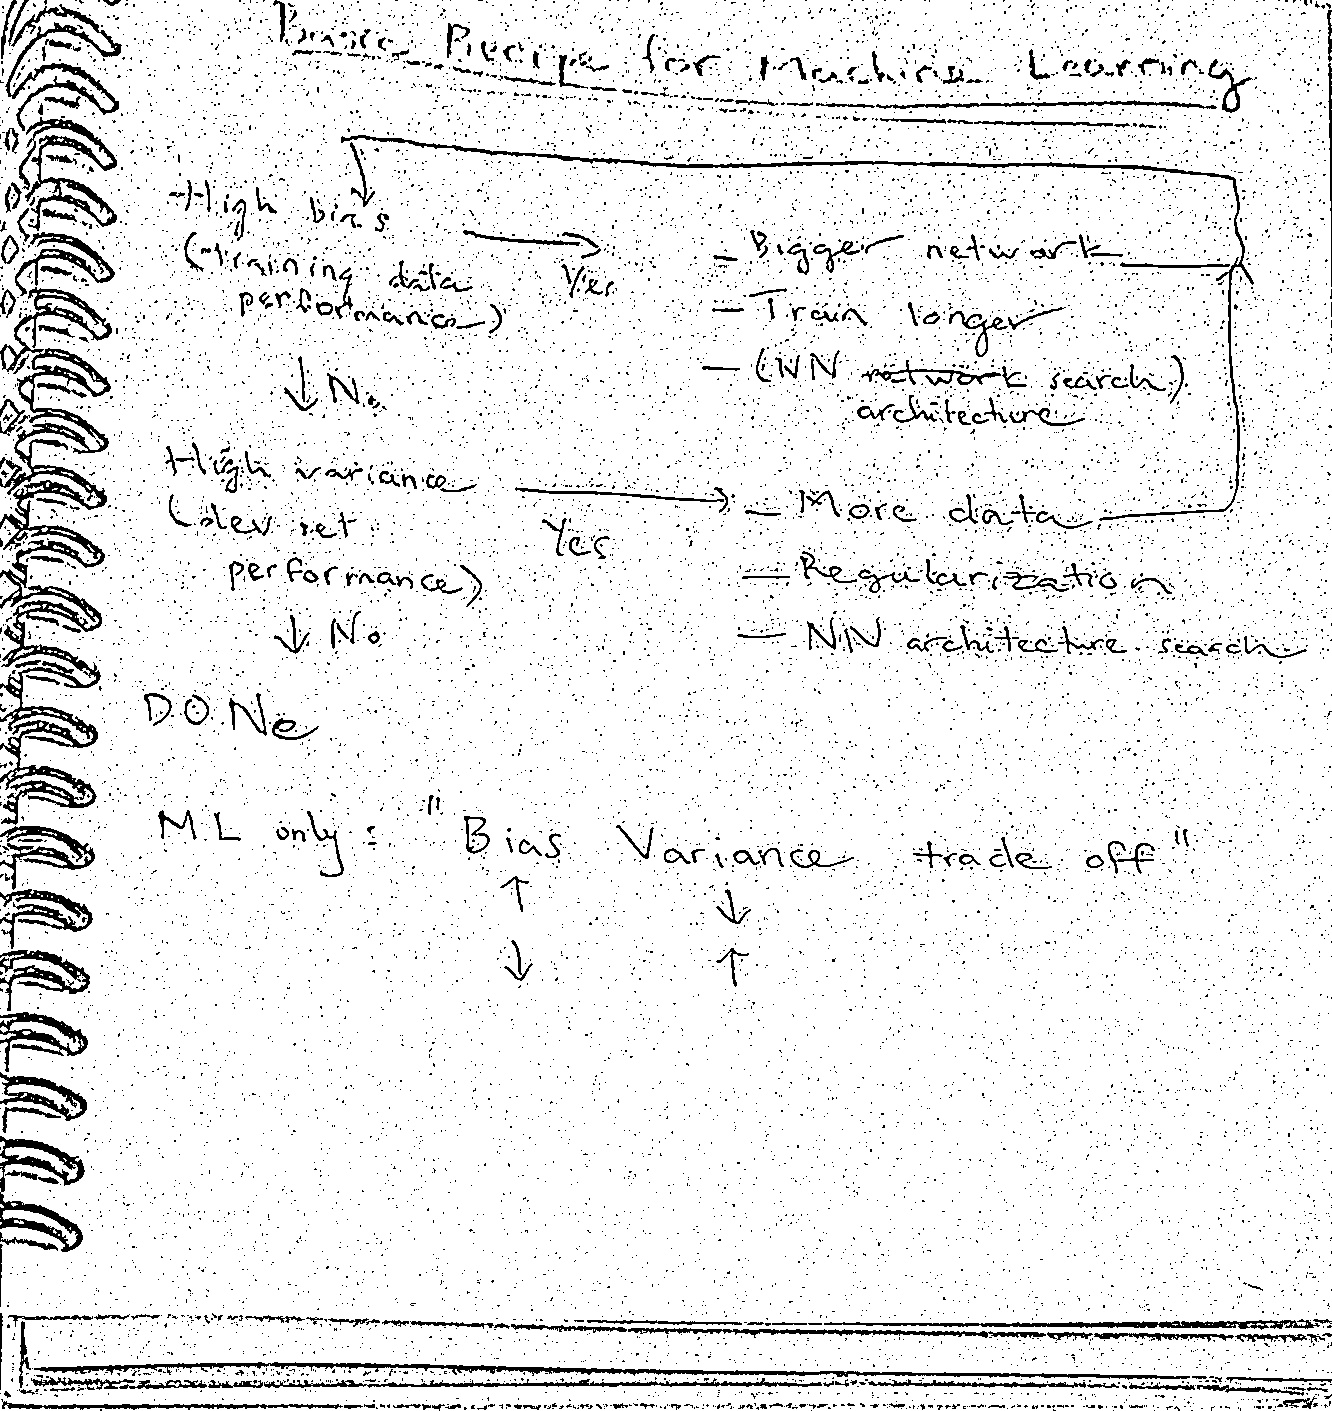 Basic Recipe for Machine Learning
High bias
(Training data
performance)
Yes
- Bigger network
- Train longer
- (NN network search)
architecture
No
High variance
(dev set
performance)
Yes
- More data
- Regularization
- NN architecture search
No
DONe
ML only: "Bias Variance trade off"
↑ ↓
↓ ↑